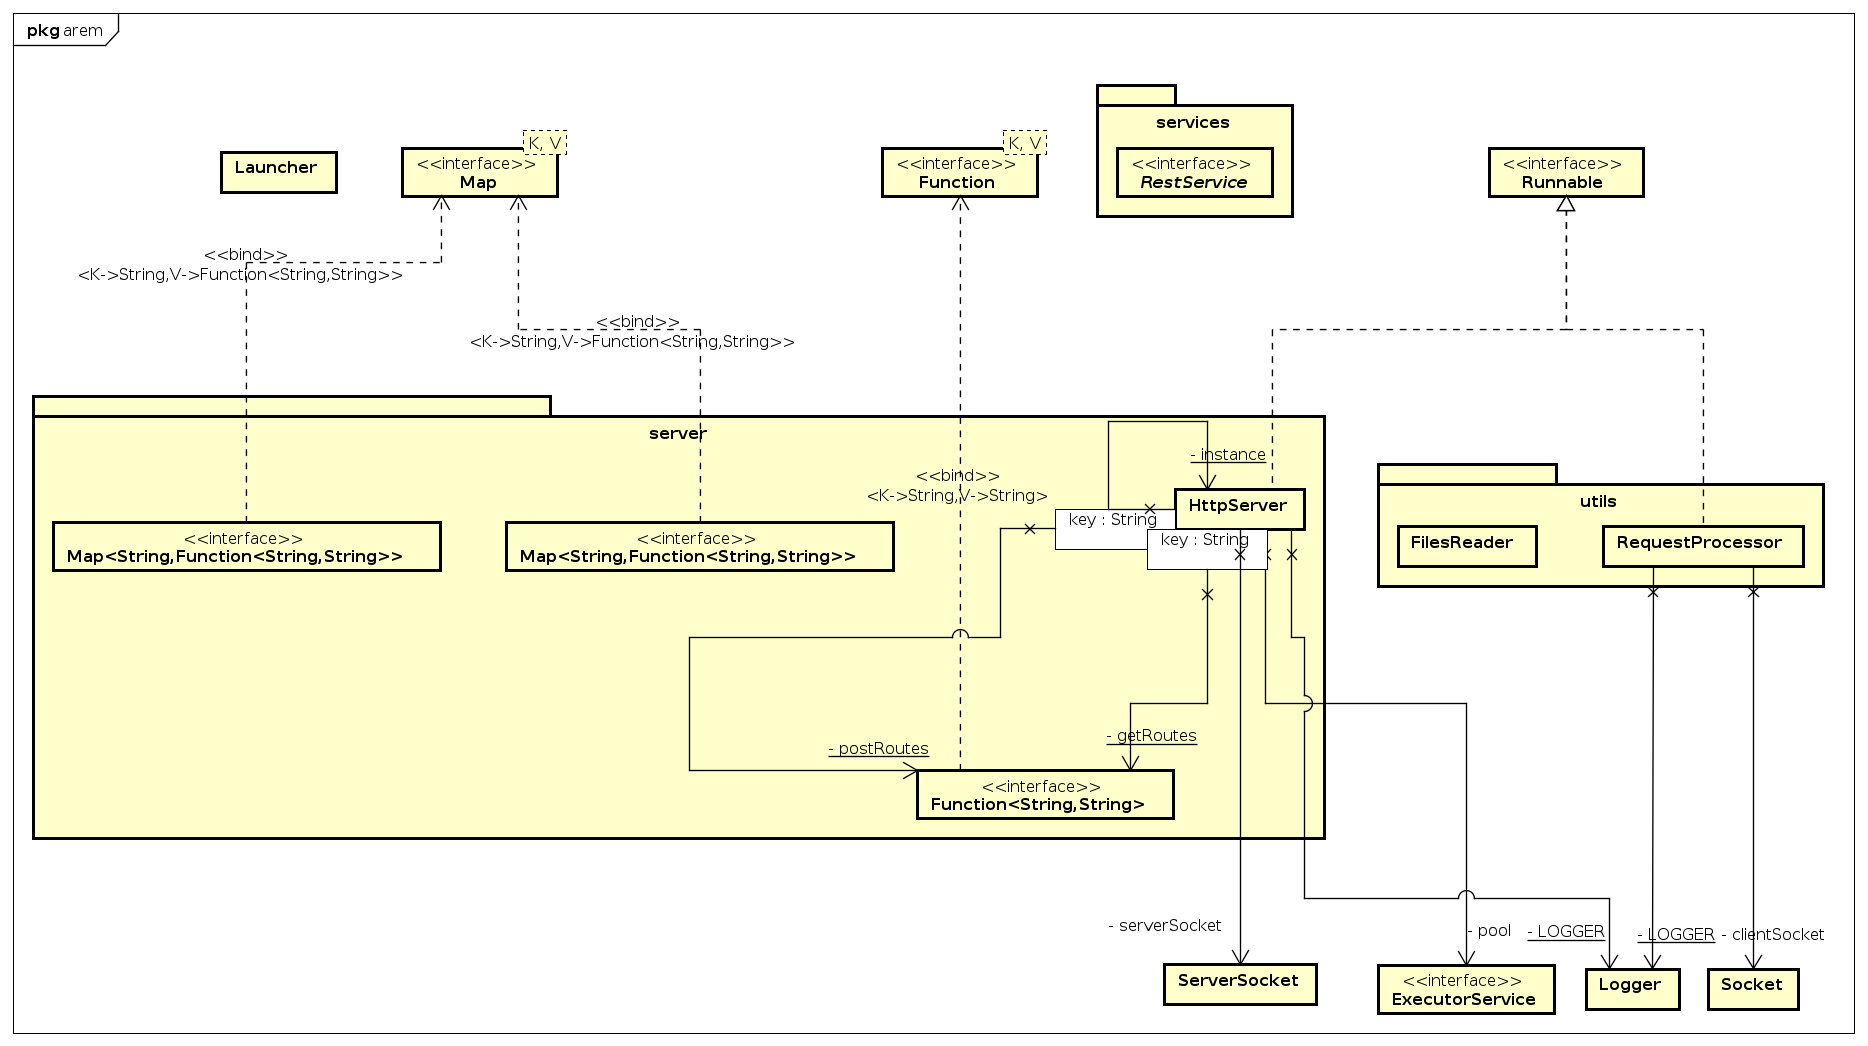 pkg arem
services
K, V
K, V
Launcher
<<interface>>
Map
<<interface>>
Function
<<interface>>
RestService
<<interface>>
Runnable
<<bind>>
<K->String,V->Function<String,String>>
<<bind>>
<K->String,V->Function<String,String>>
server
- instance
<<bind>>
<K->String,V->String>
utils
HttpServer
key : String
key : String
<<interface>>
Map<String,Function<String,String>>
<<interface>>
Map<String,Function<String,String>>
FilesReader
RequestProcessor
- postRoutes
- getRoutes
<<interface>>
Function<String,String>
- serverSocket
- pool
- LOGGER
- LOGGER
- clientSocket
ServerSocket
<<interface>>
ExecutorService
Logger
Socket